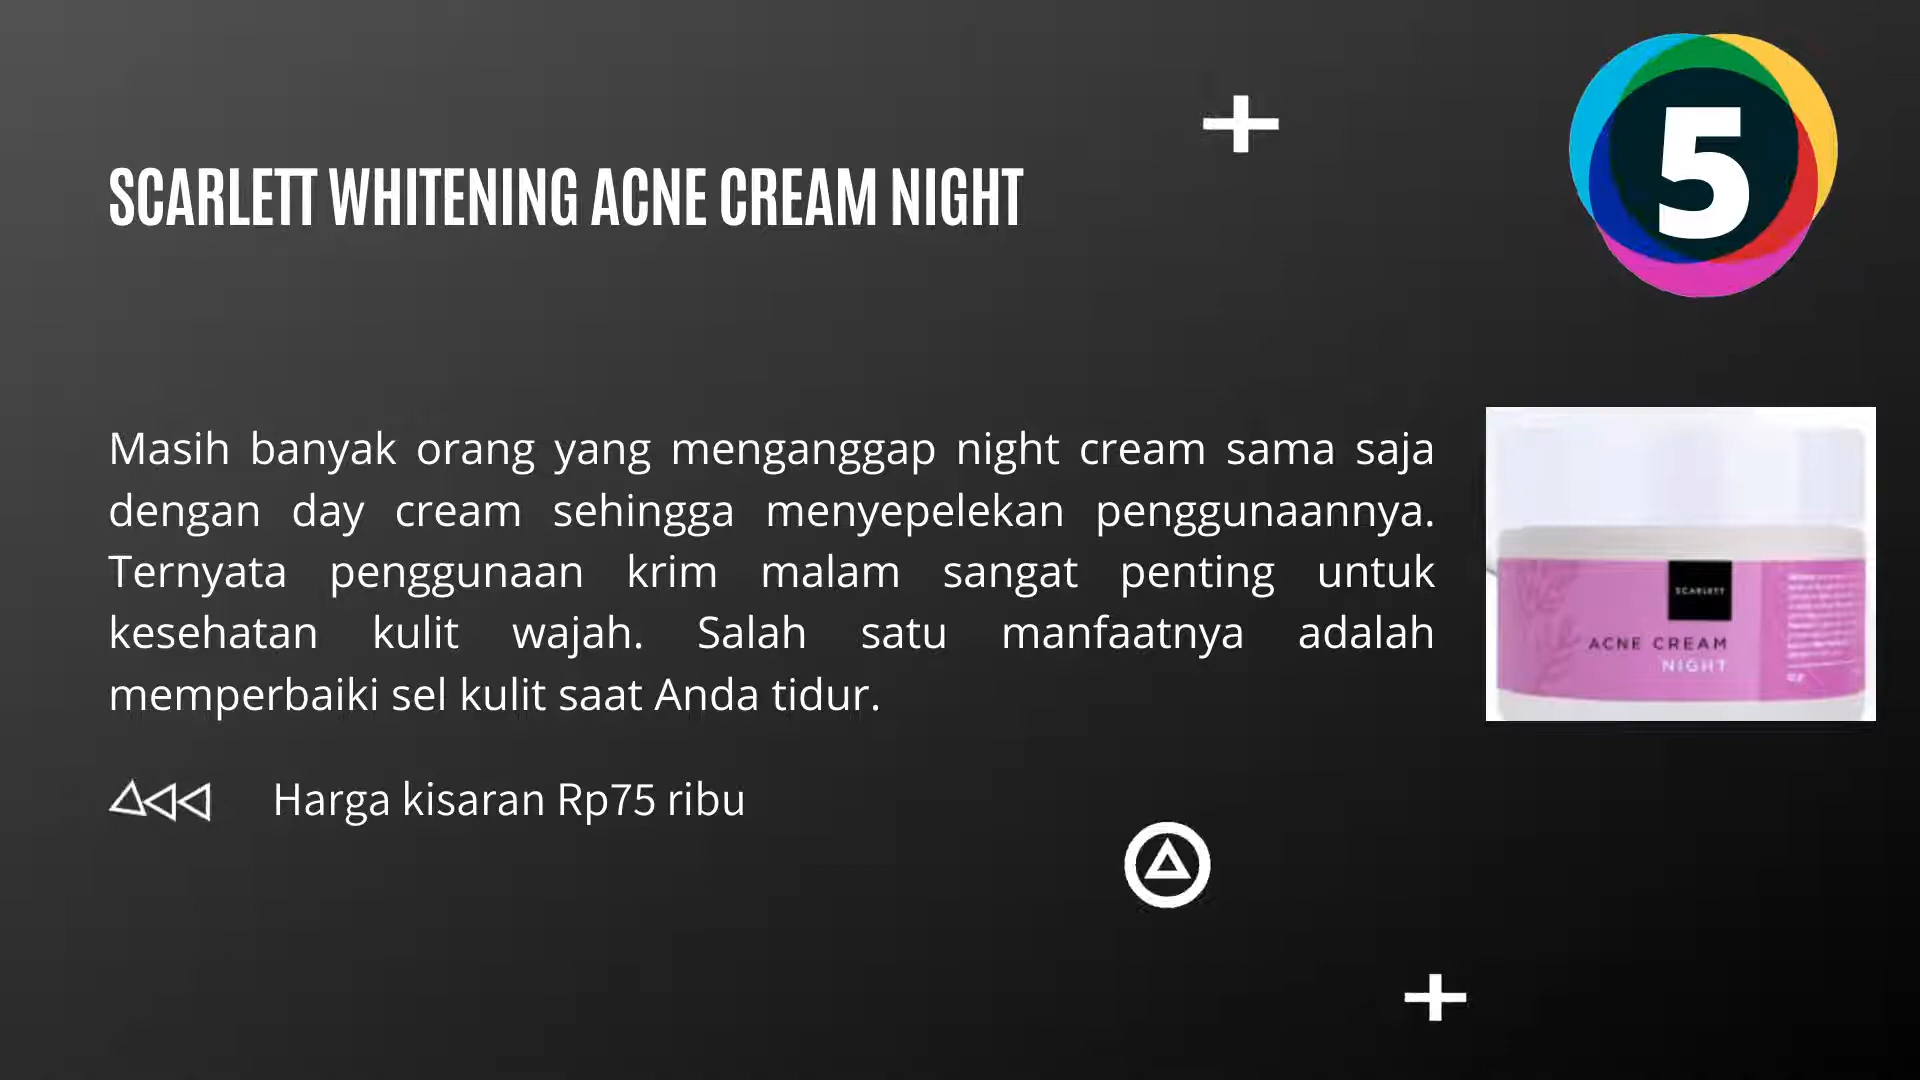 5
SCARLETT WHITENING ACNE CREAM NIGHT
Masih banyak orang yang menganggap night cream sama saja
dengan day cream sehingga menyepelekan penggunaannya.
Ternyata penggunaan krim malam sangat penting untuk
kesehatan kulit wajah. Salah satu manfaatnya adalah
memperbaiki sel kulit saat Anda tidur.
Harga kisaran Rp75 ribu
SCARLETT
ACNE CREAM
NIGHT